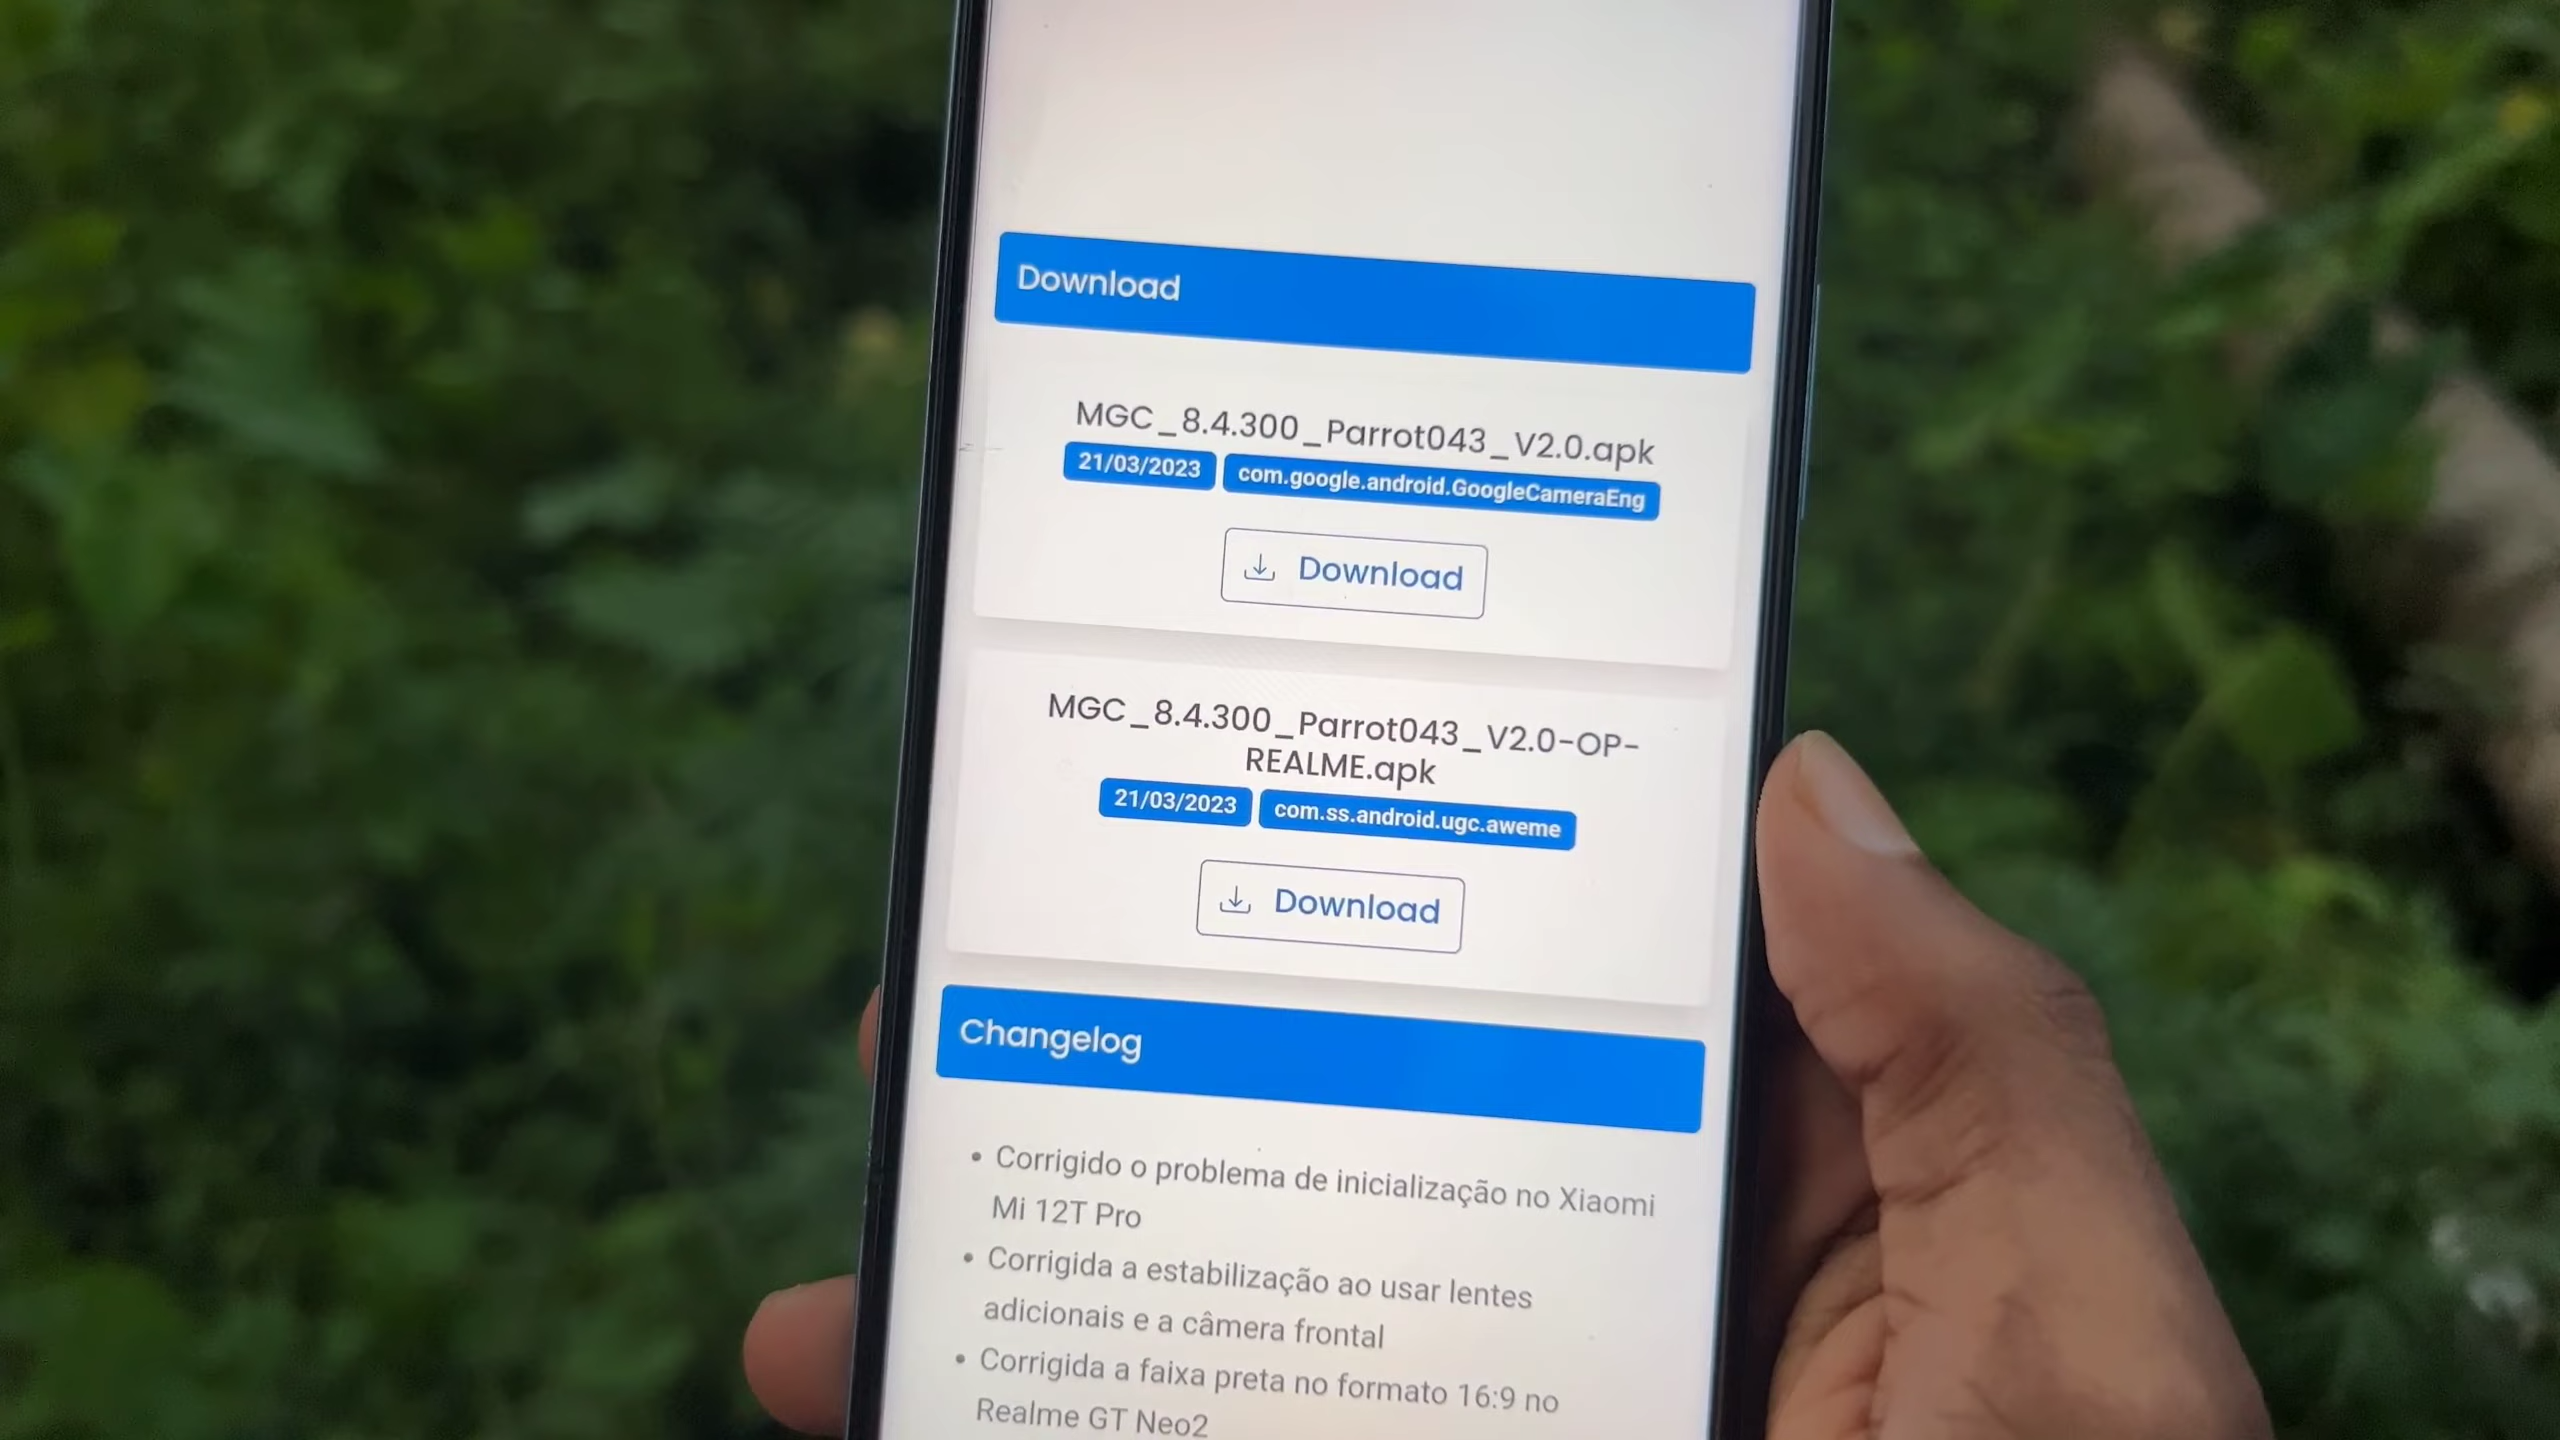 Download
MGC_8.4.300_Parrot043_V2.0.apk
21/03/2023 com.google.android.GoogleCameraEng
Download
MGC_8.4.300_Parrot043_V2.0-OP-
REALME.apk
21/03/2023 com.ss.android.ugc.aweme
Download
Changelog
• Corrigido o problema de inicialização no Xiaomi
Mi 12T Pro
• Corrigida a estabilização ao usar lentes
adicionais e a câmera frontal
• Corrigida a faixa preta no formato 16:9 no
Realme GT Neo2